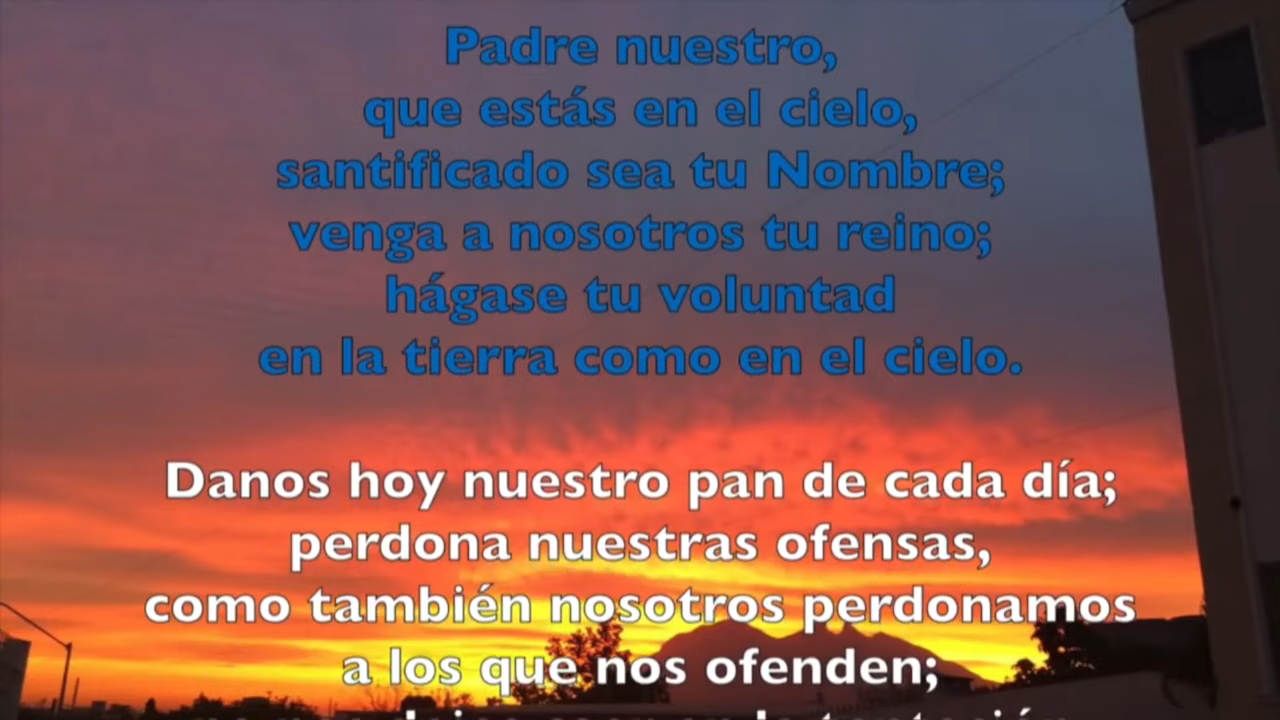 Padre nuestro,
que estás en el cielo,
santificado sea tu Nombre;
venga a nosotros tu reino;
hágase tu voluntad
en la tierra como en el cielo.
Danos hoy nuestro pan de cada día;
perdona nuestras ofensas,
como también nosotros perdonamos
a los que nos ofenden;